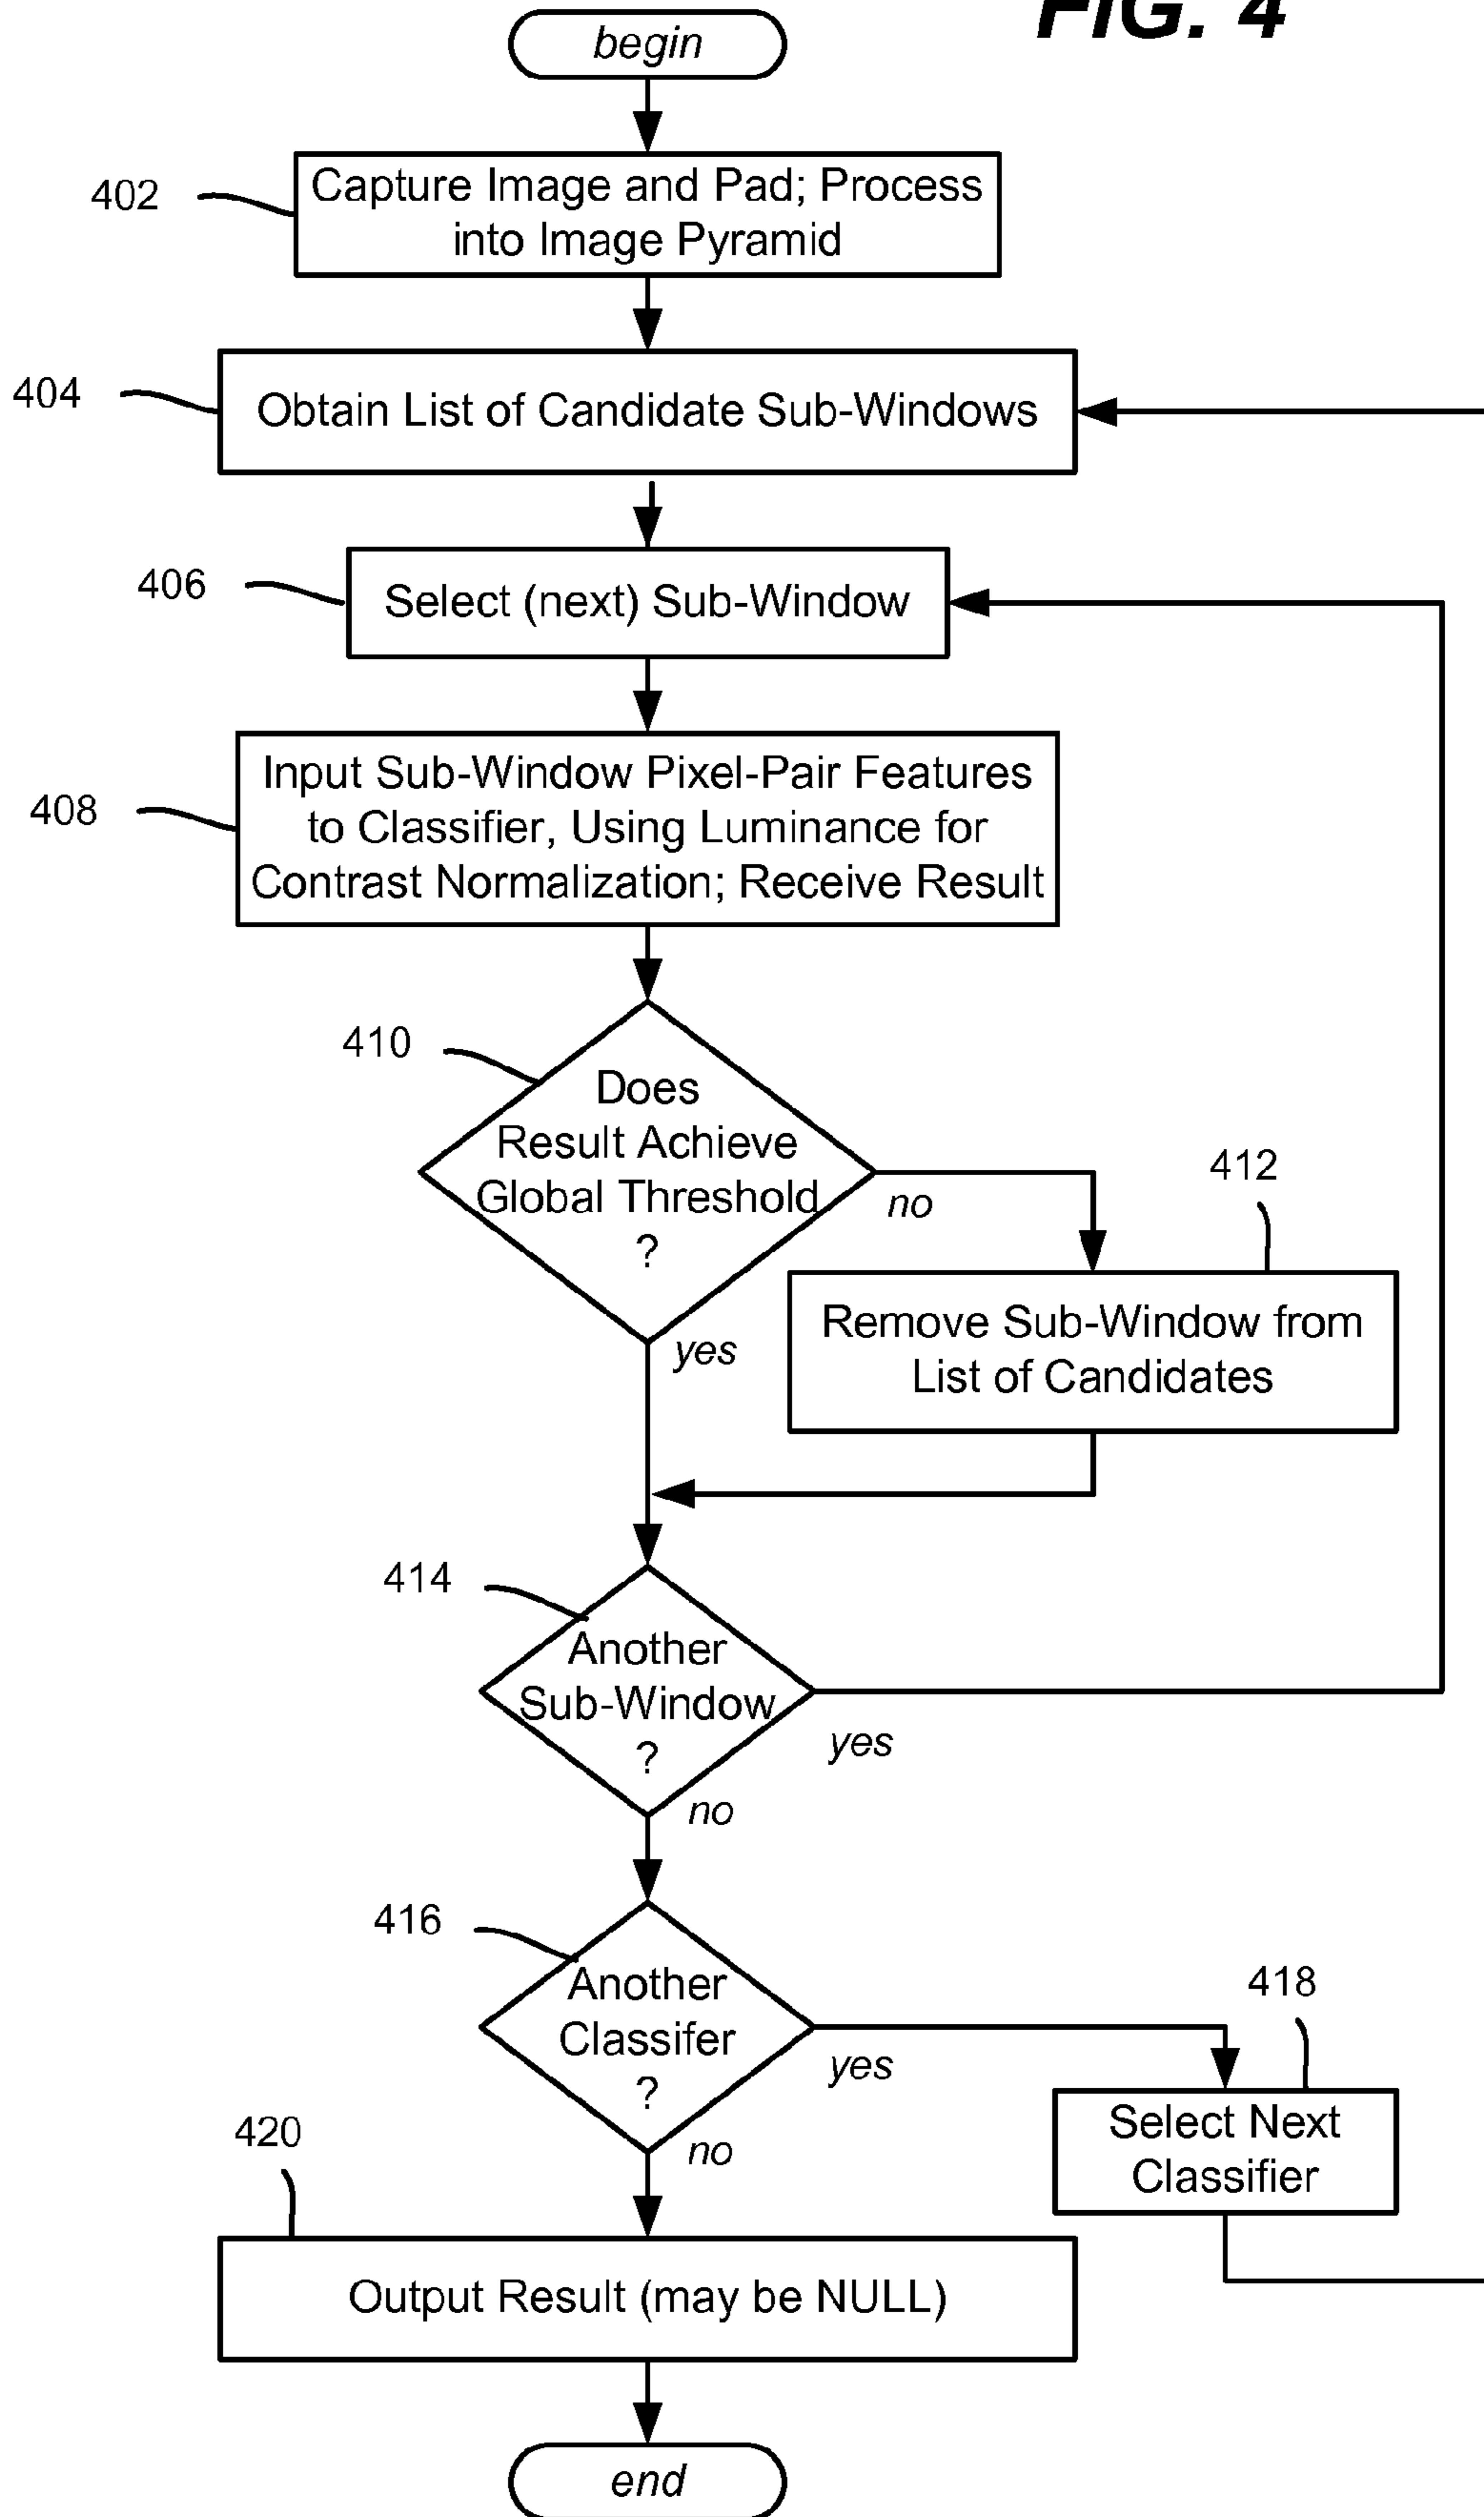 FIG. 4
begin
402
Capture Image and Pad; Process
into Image Pyramid
404
Obtain List of Candidate Sub-Windows
406
Select (next) Sub-Window
408
Input Sub-Window Pixel-Pair Features
to Classifier, Using Luminance for
Contrast Normalization; Receive Result
410
Does
Result Achieve
Global Threshold
?
no
412
Remove Sub-Window from
List of Candidates
yes
414
Another
Sub-Window
?
yes
no
416
Another
Classifer
?
yes
418
Select Next
Classifier
no
420
Output Result (may be NULL)
end